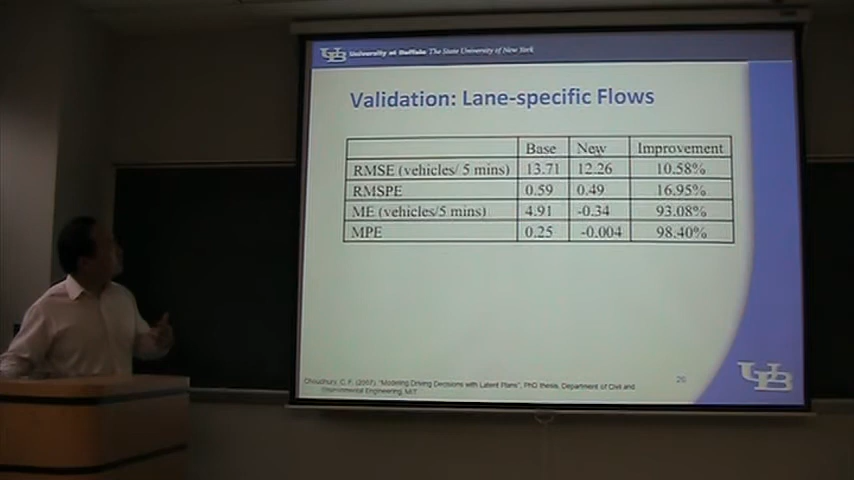 UB University at Buffalo The State University of New York
Validation: Lane-specific Flows
Base New Improvement
RMSE (vehicles/ 5 mins) 13.71 12.26 10.58%
RMSPE 0.59 0.49 16.95%
ME (vehicles/5 mins) 4.91 -0.34 93.08%
MPE 0.25 -0.004 98.40%
Choudhury, C. F. (2007). "Modeling Driving Decisions with Latent Plans", PhD thesis, Department of Civil and
Environmental Engineering, MIT
26
UB